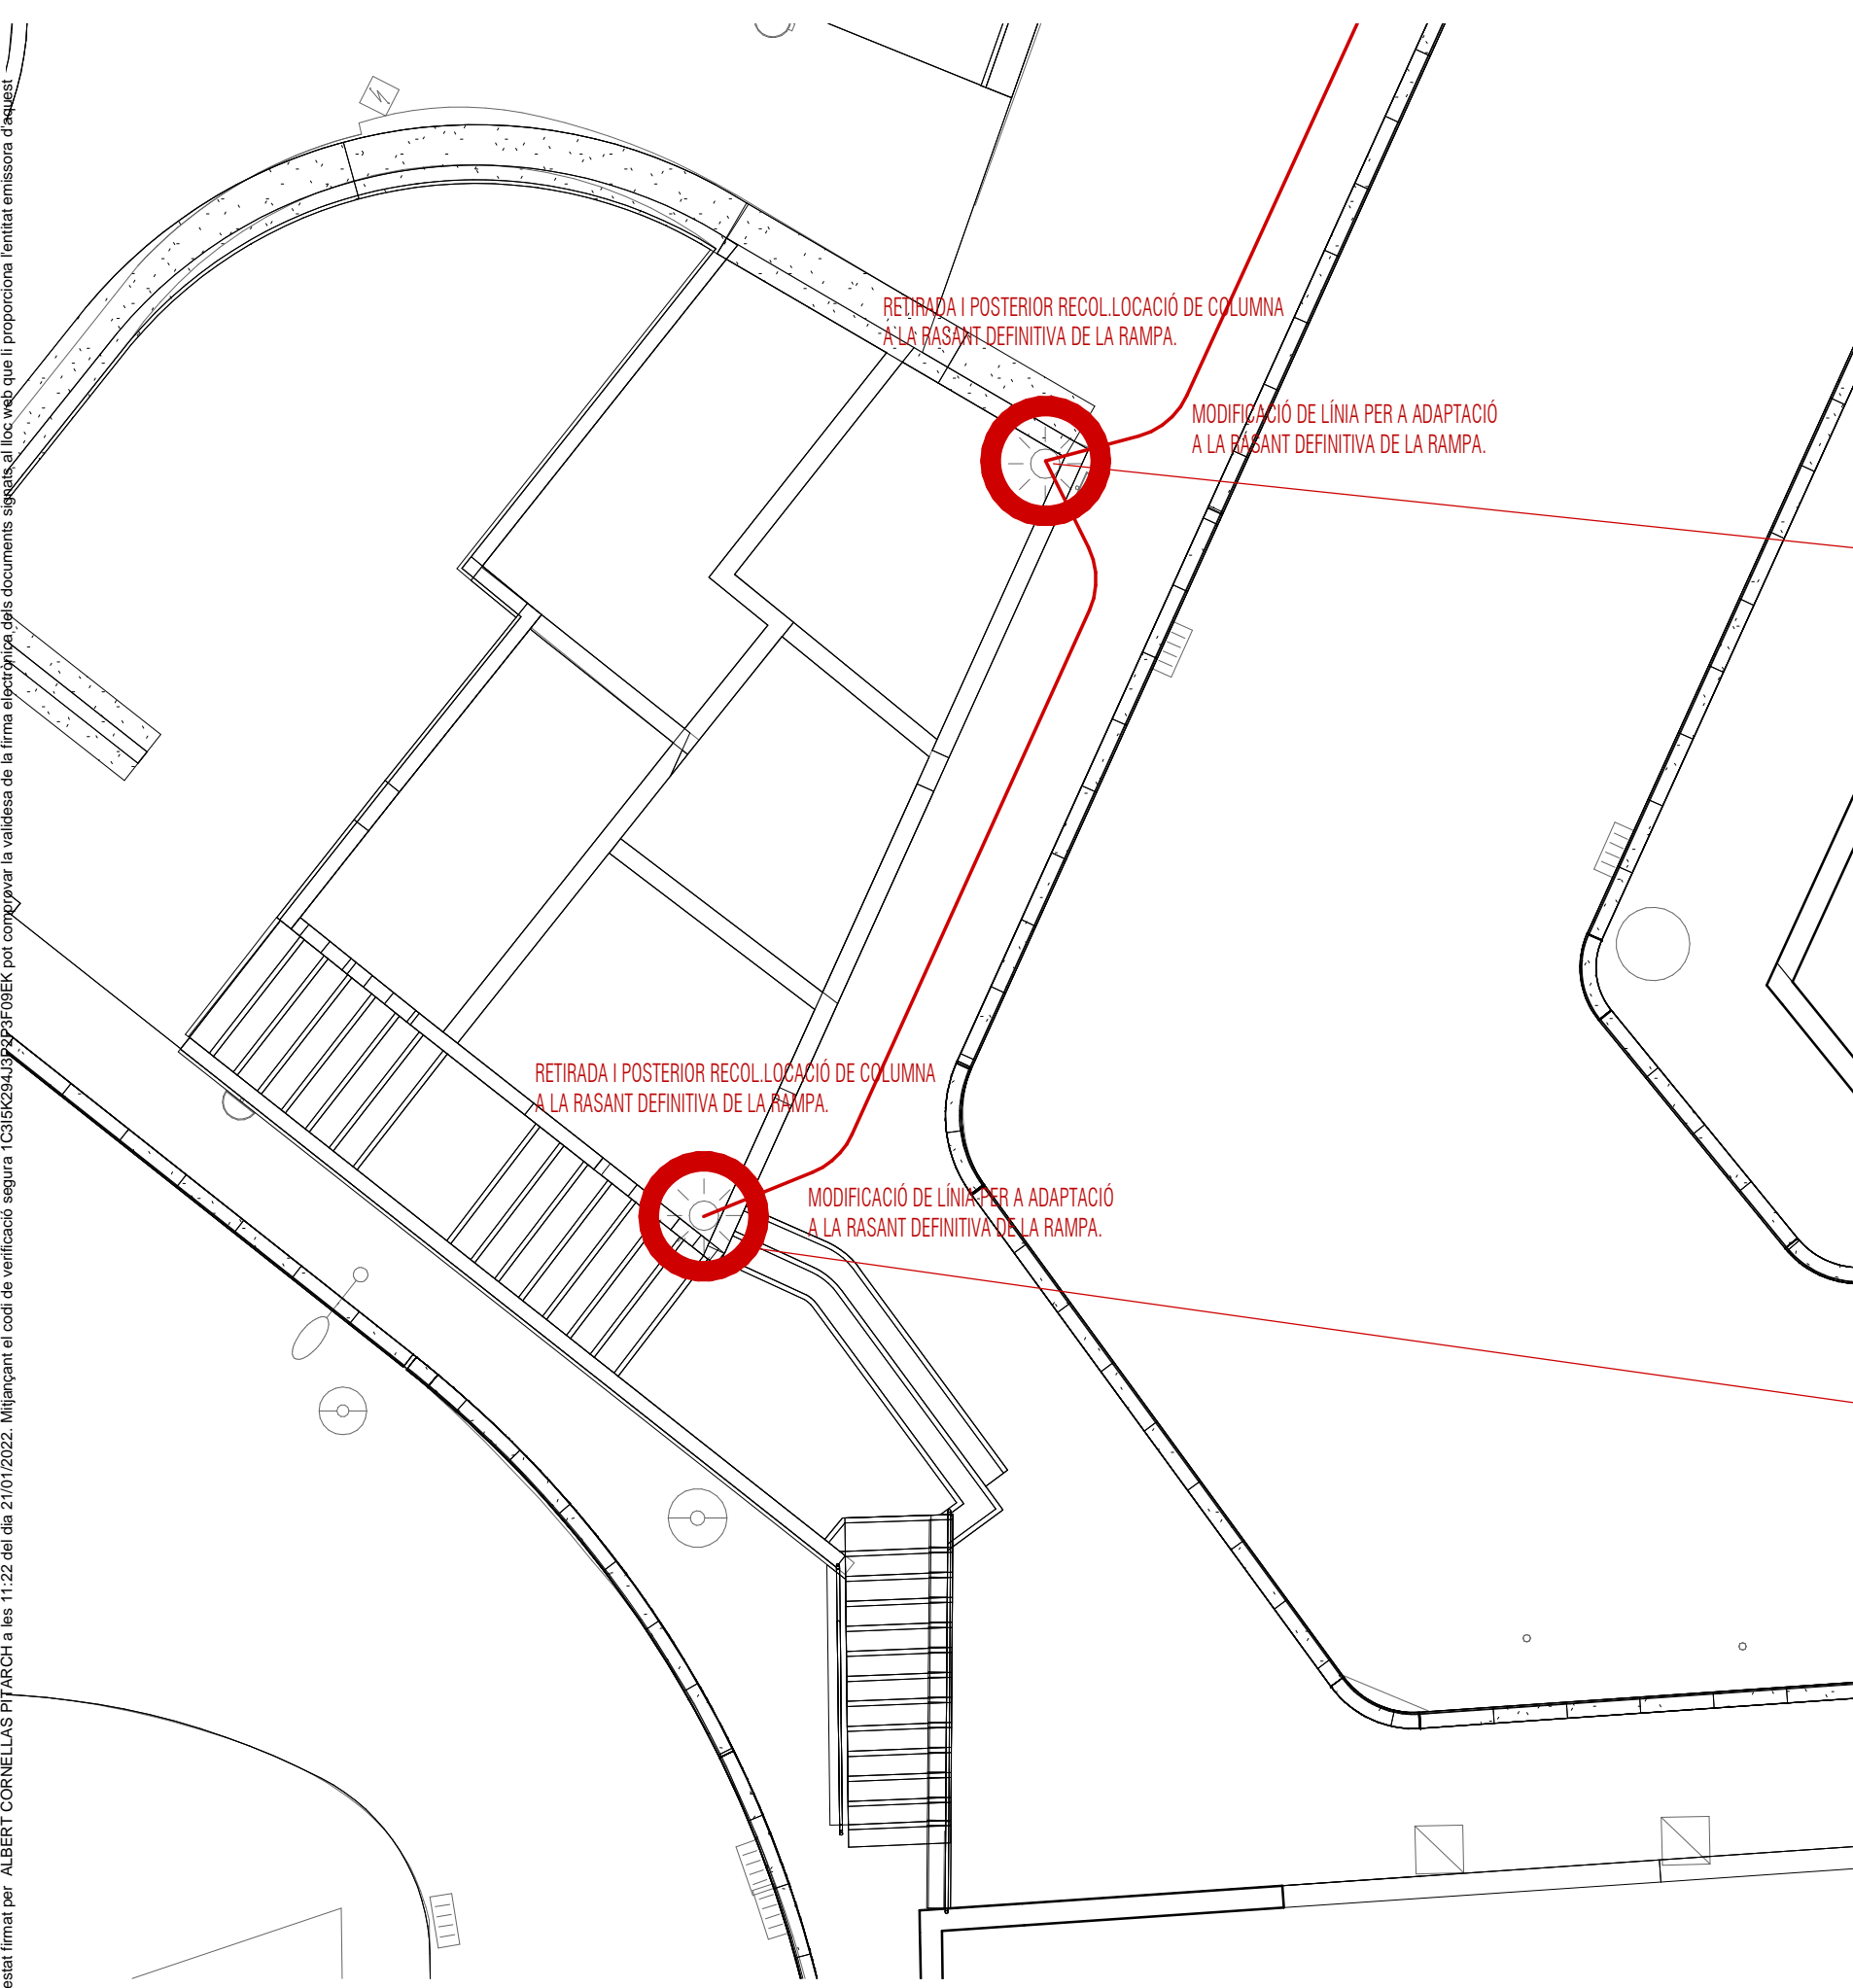 RETIRADA I POSTERIOR RECOL.LOCACIÓ DE COLUMNA
A LA RASANT DEFINITIVA DE LA RAMPA.
MODIFICACIÓ DE LÍNIA PER A ADAPTACIÓ
A LA RASANT DEFINITIVA DE LA RAMPA.
RETIRADA I POSTERIOR RECOL.LOCACIÓ DE COLUMNA
A LA RASANT DEFINITIVA DE LA RAMPA.
MODIFICACIÓ DE LÍNIA PER A ADAPTACIÓ
A LA RASANT DEFINITIVA DE LA RAMPA.
estat firmat per ALBERT CORNELLAS PITARCH a les 11:22 del dia 21/01/2022. Mitjançant el codi de verificació segura 1C3I5K294J3P2P3F09EK pot comprovar la validesa de la firma electrònica dels documents signats al lloc web que li proporciona l'entitat emissora d'aquest